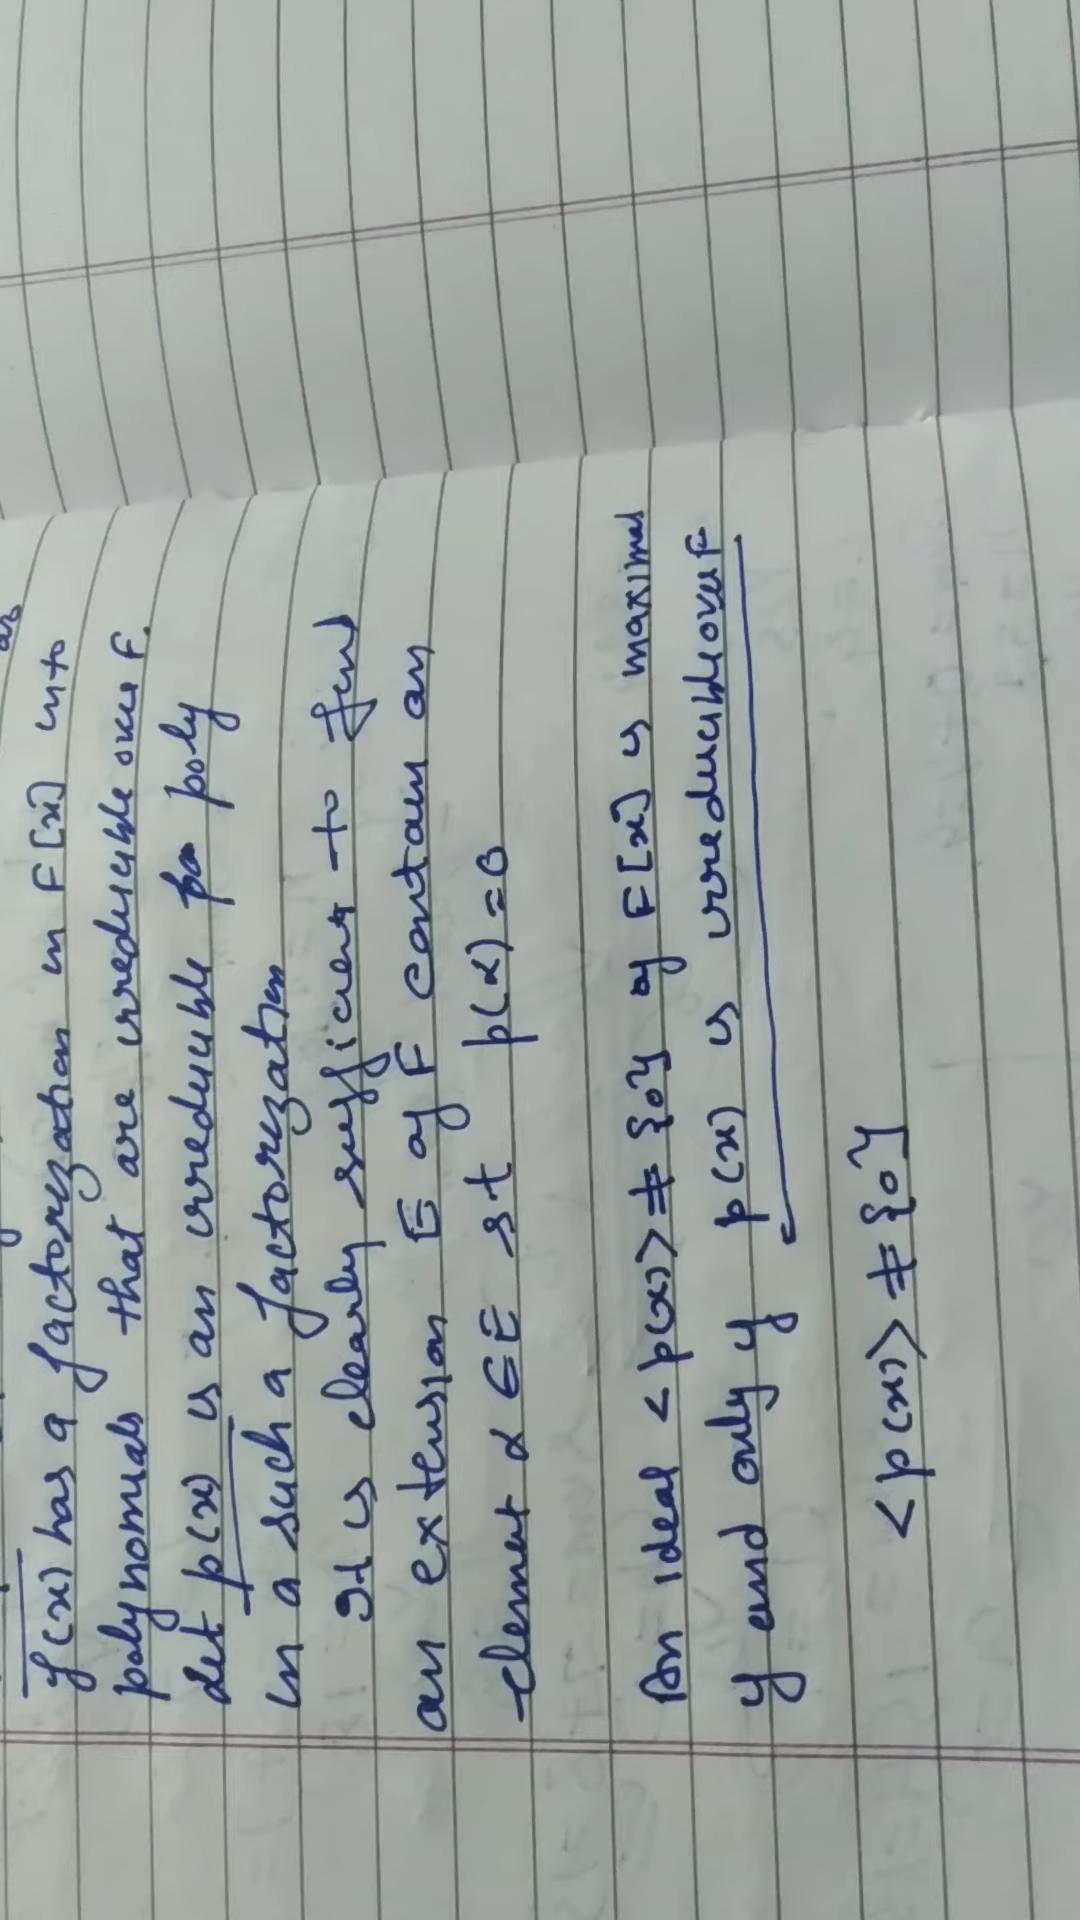 f(x) has a factorization in F[x] into
polynomials that are irreducible over F.
Let p(x) is an irreducible poly
in a such a factorization
It is clearly sufficient to find
an extension E of F contain an
element α ∈ E st p(α) = 0
An ideal <p(x)> ≠ {0} of F[x] is maximal
if and only if p(x) is irreducible over F
<p(x)> ≠ {0}